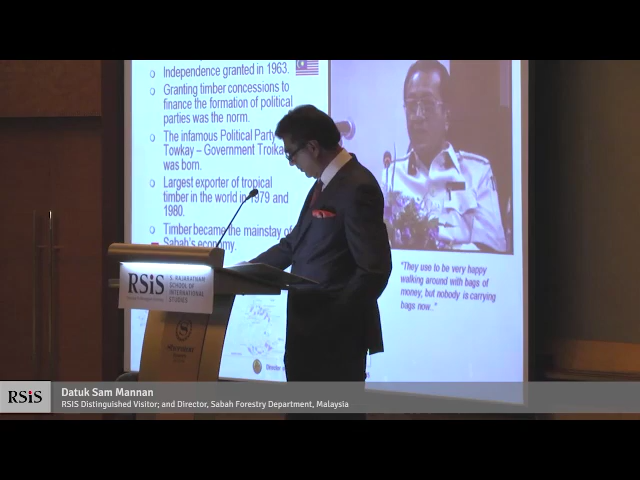 Independence granted in 1963.
Granting timber concessions to
finance the formation of political
parties was the norm.
The infamous Political Party
Towkay – Government Troika
was born.
Largest exporter of tropical
timber in the world in 1979 and
1980.
Timber became the mainstay of
Sabah's economy.
"They use to be very happy
walking around with bags of
money, but nobody is carrying
bags now.."
Director
RSiS
S. RAJARATNAM
SCHOOL OF
INTERNATIONAL
STUDIES
Sheraton
RSiS
Datuk Sam Mannan
RSIS Distinguished Visitor; and Director, Sabah Forestry Department, Malaysia